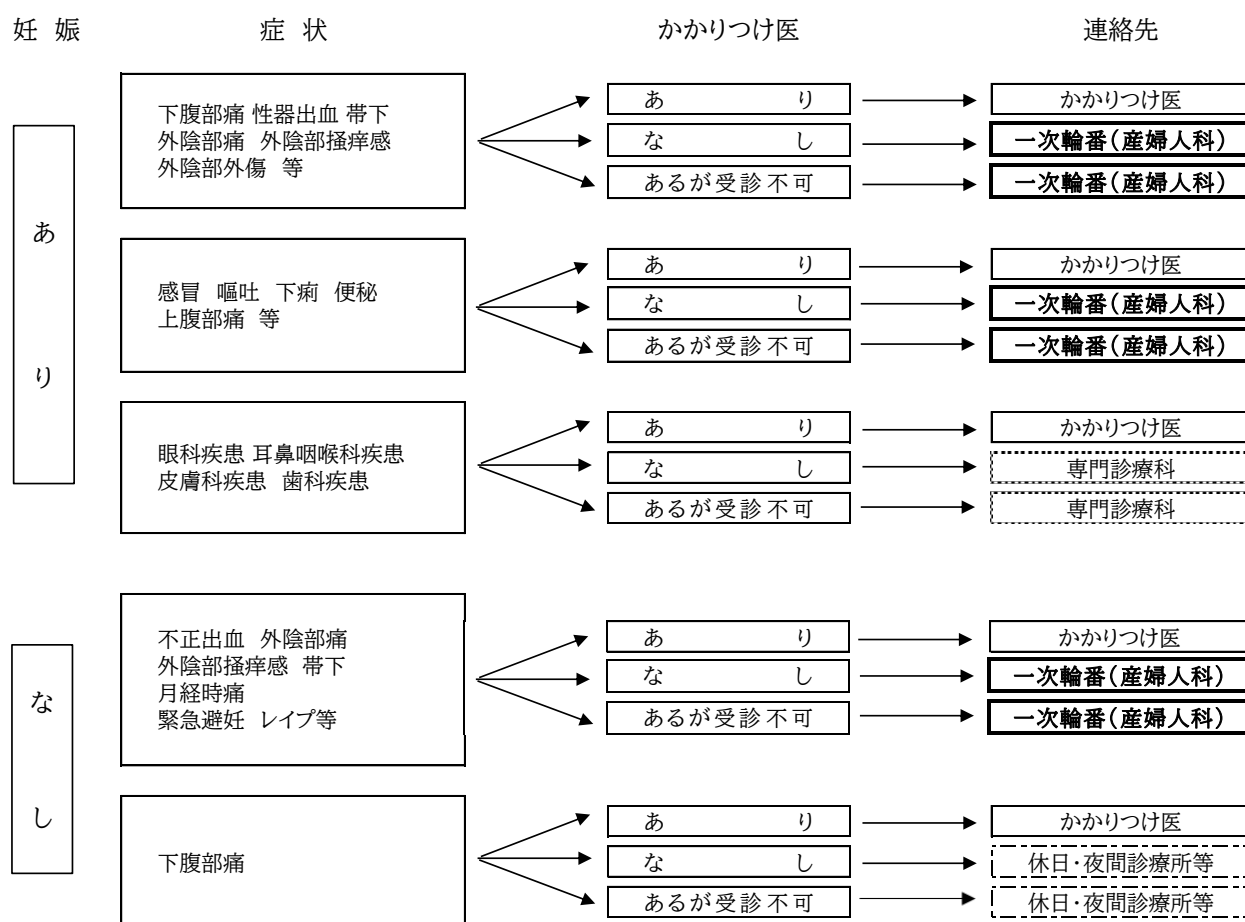 妊 娠 症 状 かかりつけ医 連絡先
あり
下腹部痛 性器出血 帯下
外陰部痛 外陰部掻痒感
外陰部外傷 等
あ り かかりつけ医
な し 一次輪番(産婦人科)
あるが受診不可 一次輪番(産婦人科)
感冒 嘔吐 下痢 便秘
上腹部痛 等
あ り かかりつけ医
な し 一次輪番(産婦人科)
あるが受診不可 一次輪番(産婦人科)
眼科疾患 耳鼻咽喉科疾患
皮膚科疾患 歯科疾患
あ り かかりつけ医
な し 専門診療科
あるが受診不可 専門診療科
なし
不正出血 外陰部痛
外陰部掻痒感 帯下
月経時痛
緊急避妊 レイプ等
あ り かかりつけ医
な し 一次輪番(産婦人科)
あるが受診不可 一次輪番(産婦人科)
下腹部痛
あ り かかりつけ医
な し 休日・夜間診療所等
あるが受診不可 休日・夜間診療所等